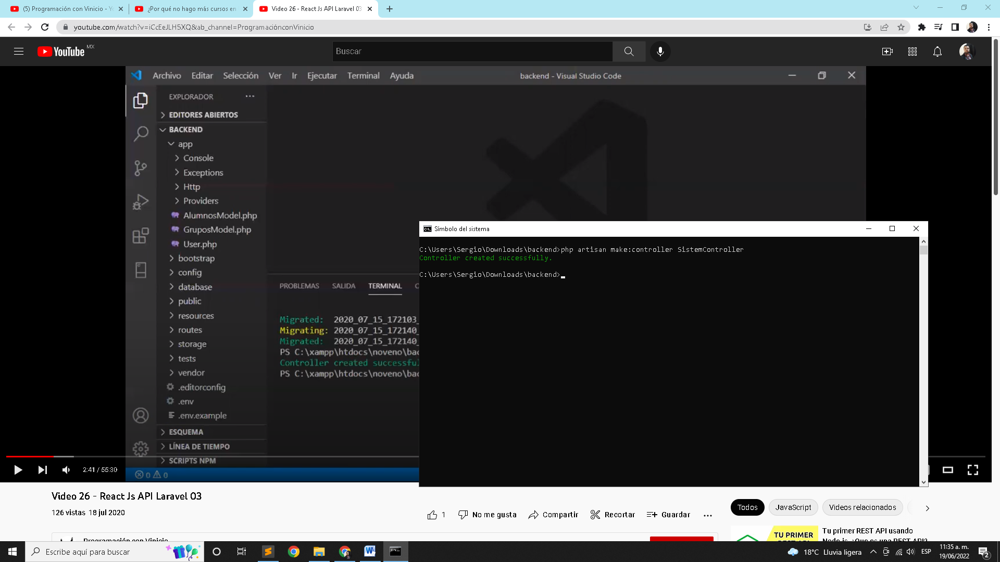 (5) Programación con Vinicio - Yo
¿Por qué no hago más cursos en
Video 26 - React Js API Laravel 03
youtube.com/watch?v=iCcEeJLH5XQ&ab_channel=ProgramaciónconVinicio
YouTube MX
Buscar
Archivo Editar Selección Ver Ir Ejecutar Terminal Ayuda
backend - Visual Studio Code
EXPLORADOR
EDITORES ABIERTOS
BACKEND
app
Console
Exceptions
Http
Providers
AlumnosModel.php
GruposModel.php
User.php
bootstrap
config
database
public
resources
routes
storage
tests
vendor
.editorconfig
.env
.env.example
ESQUEMA
LÍNEA DE TIEMPO
SCRIPTS NPM
0 0
PROBLEMAS SALIDA TERMINAL
Migrated: 2020_07_15_172103_
Migrating: 2020_07_15_172140_
Migrated: 2020_07_15_172140_
PS C:\xampp\htdocs\noveno\bac
Controller created successful
PS C:\xampp\htdocs\noveno\bac
Símbolo del sistema
C:\Users\Sergio\Downloads\backend>php artisan make:controller SistemController
Controller created successfully.
C:\Users\Sergio\Downloads\backend>
2:41 / 55:30
Video 26 - React Js API Laravel 03
126 vistas 18 jul 2020
1 No me gusta Compartir Recortar Guardar
Todos JavaScript Videos relacionados
Programación con Vinicio
TU PRIMER
Tu primer REST API usando
Node.js ¿Que es una REST API?
Escribe aquí para buscar
18°C Lluvia ligera
ESP
11:35 a. m.
19/06/2022
2